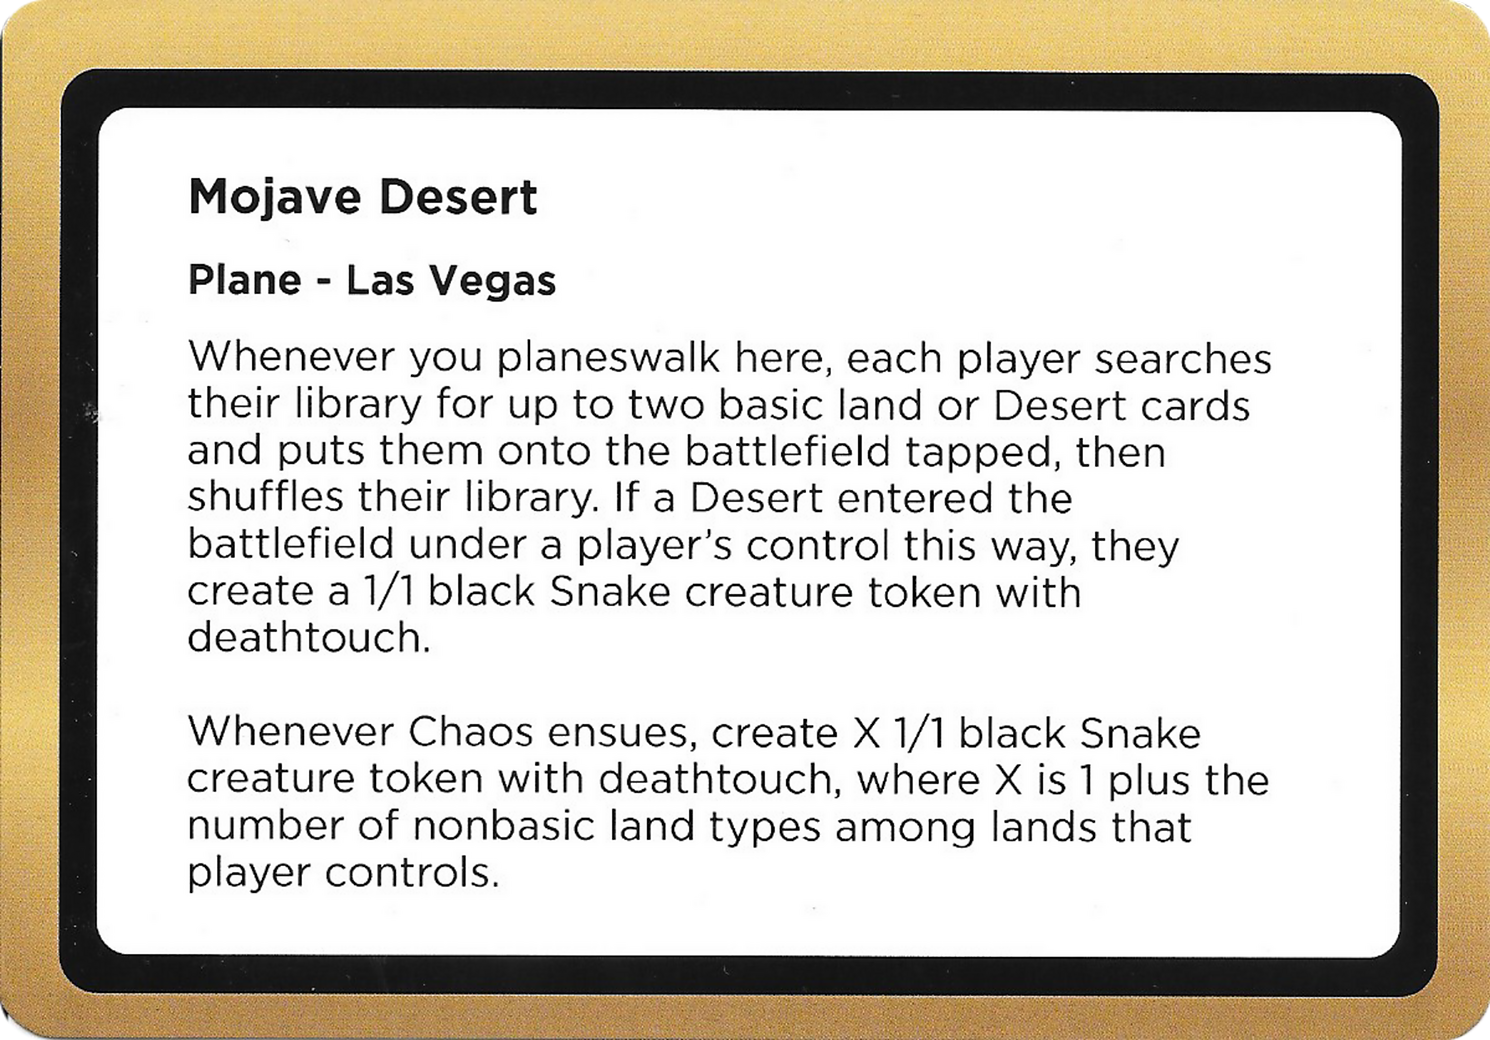 Mojave Desert
Plane - Las Vegas
Whenever you planeswalk here, each player searches
their library for up to two basic land or Desert cards
and puts them onto the battlefield tapped, then
shuffles their library. If a Desert entered the
battlefield under a player's control this way, they
create a 1/1 black Snake creature token with
deathtouch.
Whenever Chaos ensues, create X 1/1 black Snake
creature token with deathtouch, where X is 1 plus the
number of nonbasic land types among lands that
player controls.